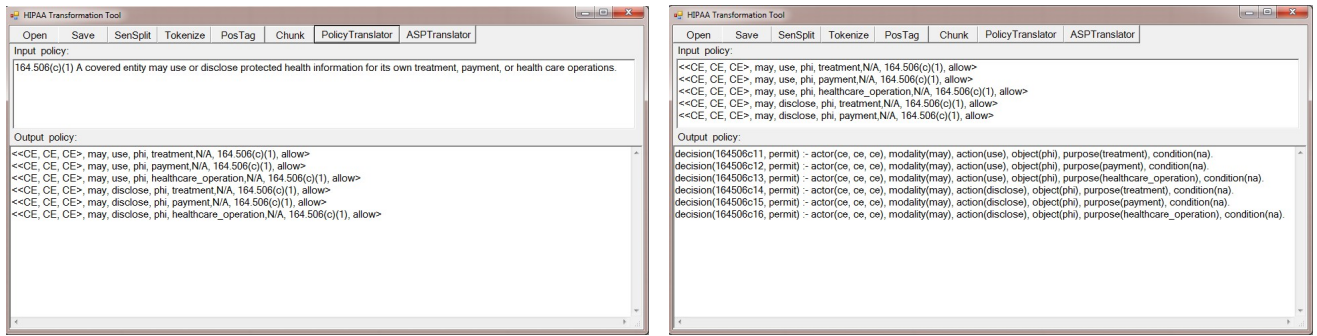 HIPAA Transformation Tool
Open Save SenSplit Tokenize PosTag Chunk PolicyTranslator ASPTranslator
Input policy:
164.506(c)(1) A covered entity may use or disclose protected health information for its own treatment, payment, or health care operations.
Output policy:
<<CE, CE, CE>, may, use, phi, treatment,N/A, 164.506(c)(1), allow>
<<CE, CE, CE>, may, use, phi, payment,N/A, 164.506(c)(1), allow>
<<CE, CE, CE>, may, use, phi, healthcare_operation,N/A, 164.506(c)(1), allow>
<<CE, CE, CE>, may, disclose, phi, treatment,N/A, 164.506(c)(1), allow>
<<CE, CE, CE>, may, disclose, phi, payment,N/A, 164.506(c)(1), allow>
<<CE, CE, CE>, may, disclose, phi, healthcare_operation,N/A, 164.506(c)(1), allow>
HIPAA Transformation Tool
Open Save SenSplit Tokenize PosTag Chunk PolicyTranslator ASPTranslator
Input policy:
<<CE, CE, CE>, may, use, phi, treatment,N/A, 164.506(c)(1), allow>
<<CE, CE, CE>, may, use, phi, payment,N/A, 164.506(c)(1), allow>
<<CE, CE, CE>, may, use, phi, healthcare_operation,N/A, 164.506(c)(1), allow>
<<CE, CE, CE>, may, disclose, phi, treatment,N/A, 164.506(c)(1), allow>
<<CE, CE, CE>, may, disclose, phi, payment,N/A, 164.506(c)(1), allow>
Output policy:
decision(164506c11, permit) :- actor(ce, ce, ce), modality(may), action(use), object(phi), purpose(treatment), condition(na).
decision(164506c12, permit) :- actor(ce, ce, ce), modality(may), action(use), object(phi), purpose(payment), condition(na).
decision(164506c13, permit) :- actor(ce, ce, ce), modality(may), action(use), object(phi), purpose(healthcare_operation), condition(na).
decision(164506c14, permit) :- actor(ce, ce, ce), modality(may), action(disclose), object(phi), purpose(treatment), condition(na).
decision(164506c15, permit) :- actor(ce, ce, ce), modality(may), action(disclose), object(phi), purpose(payment), condition(na).
decision(164506c16, permit) :- actor(ce, ce, ce), modality(may), action(disclose), object(phi), purpose(healthcare_operation), condition(na).